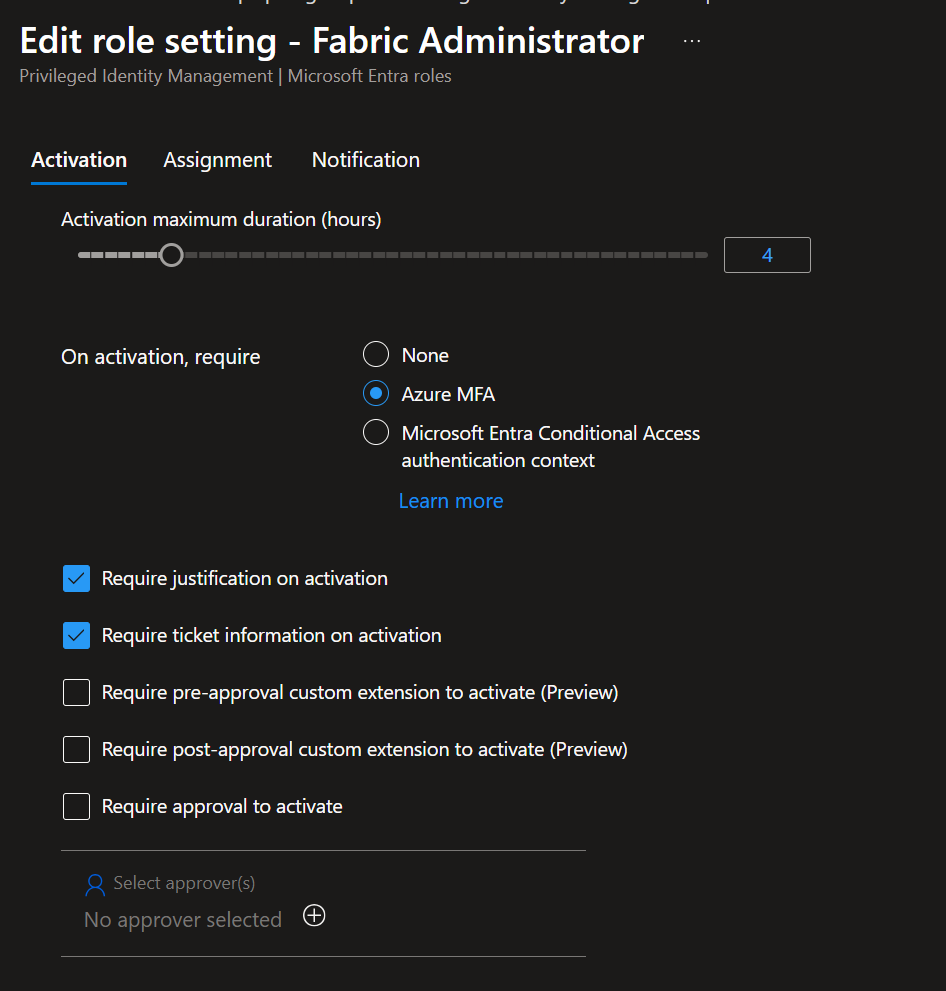 Edit role setting - Fabric Administrator ...
Privileged Identity Management | Microsoft Entra roles
Activation Assignment Notification
Activation maximum duration (hours)
4
On activation, require
None
Azure MFA
Microsoft Entra Conditional Access
authentication context
Learn more
Require justification on activation
Require ticket information on activation
Require pre-approval custom extension to activate (Preview)
Require post-approval custom extension to activate (Preview)
Require approval to activate
Select approver(s)
No approver selected